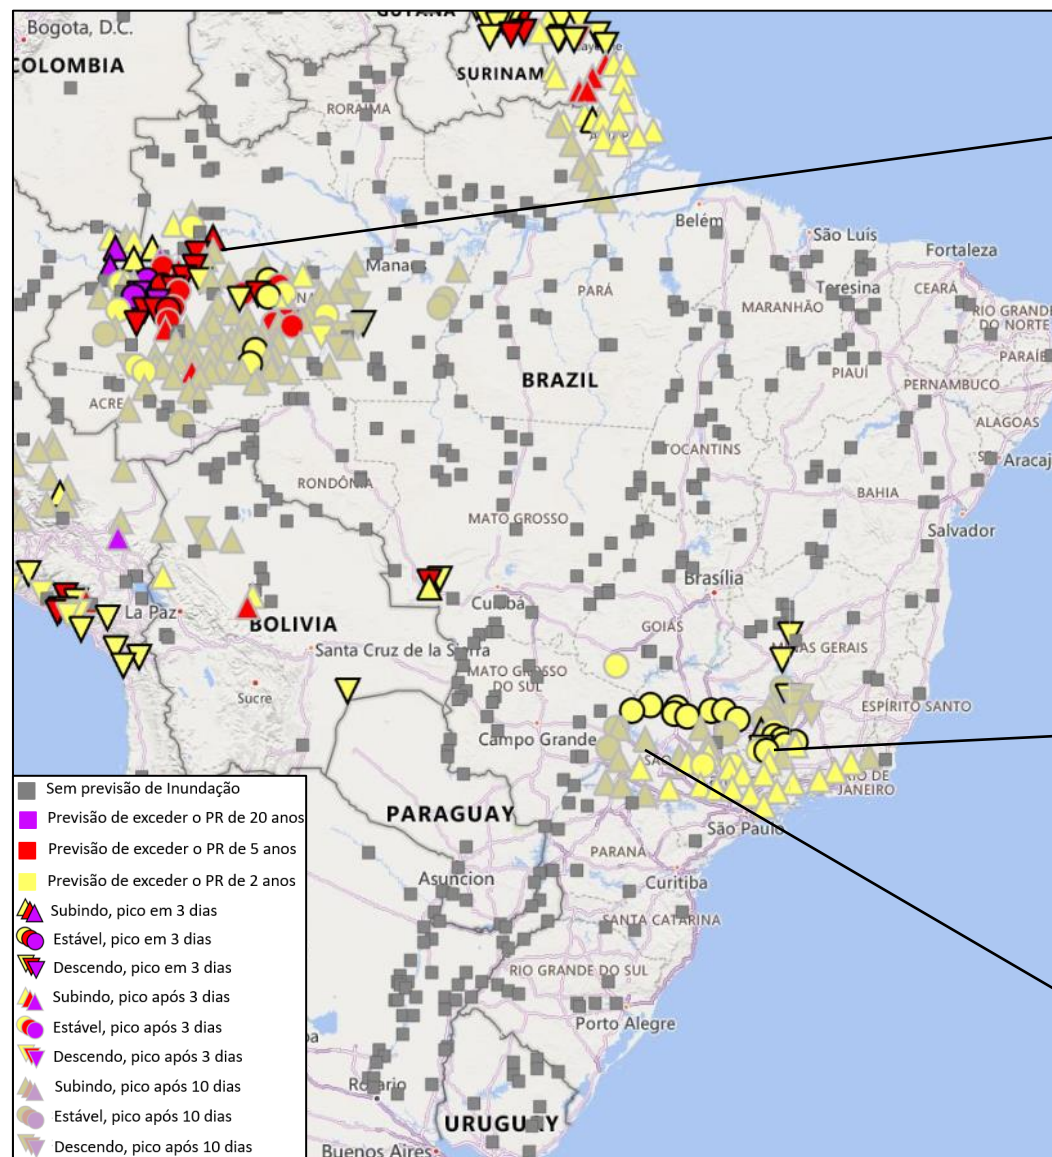 GUYANA
Bogota, D.C.
COLOMBIA
SURINAM
RORAIMA
Belém
São Luís
Fortaleza
Manaus
PARÁ
MARANHÃO
Teresina
CEARÁ
RIO GRANDE
DO NORTE
BRAZIL
PIAUÍ
PARAÍB
PERNAMBUCO
ACRE
ALAGOAS
TOCANTINS
Aracaj
RONDÔNIA
BAHIA
MATO GROSSO
Salvador
Brasília
La Paz
Cuiabá
BOLIVIA
GOIÁS
Santa Cruz de la Sierra
MINAS GERAIS
MATO GROSSO
DO SUL
Sucre
ESPÍRITO SANTO
Campo Grande
RIO DE
JANEIRO
PARAGUAY
São Paulo
PARANÁ
Asuncion
Curitiba
SANTA CATARINA
RIO GRANDE DO SUL
Porto Alegre
Rosario
URUGUAY
Buenos Aires
Sem previsão de Inundação
Previsão de exceder o PR de 20 anos
Previsão de exceder o PR de 5 anos
Previsão de exceder o PR de 2 anos
Subindo, pico em 3 dias
Estável, pico em 3 dias
Descendo, pico em 3 dias
Subindo, pico após 3 dias
Estável, pico após 3 dias
Descendo, pico após 3 dias
Subindo, pico após 10 dias
Estável, pico após 10 dias
Descendo, pico após 10 dias